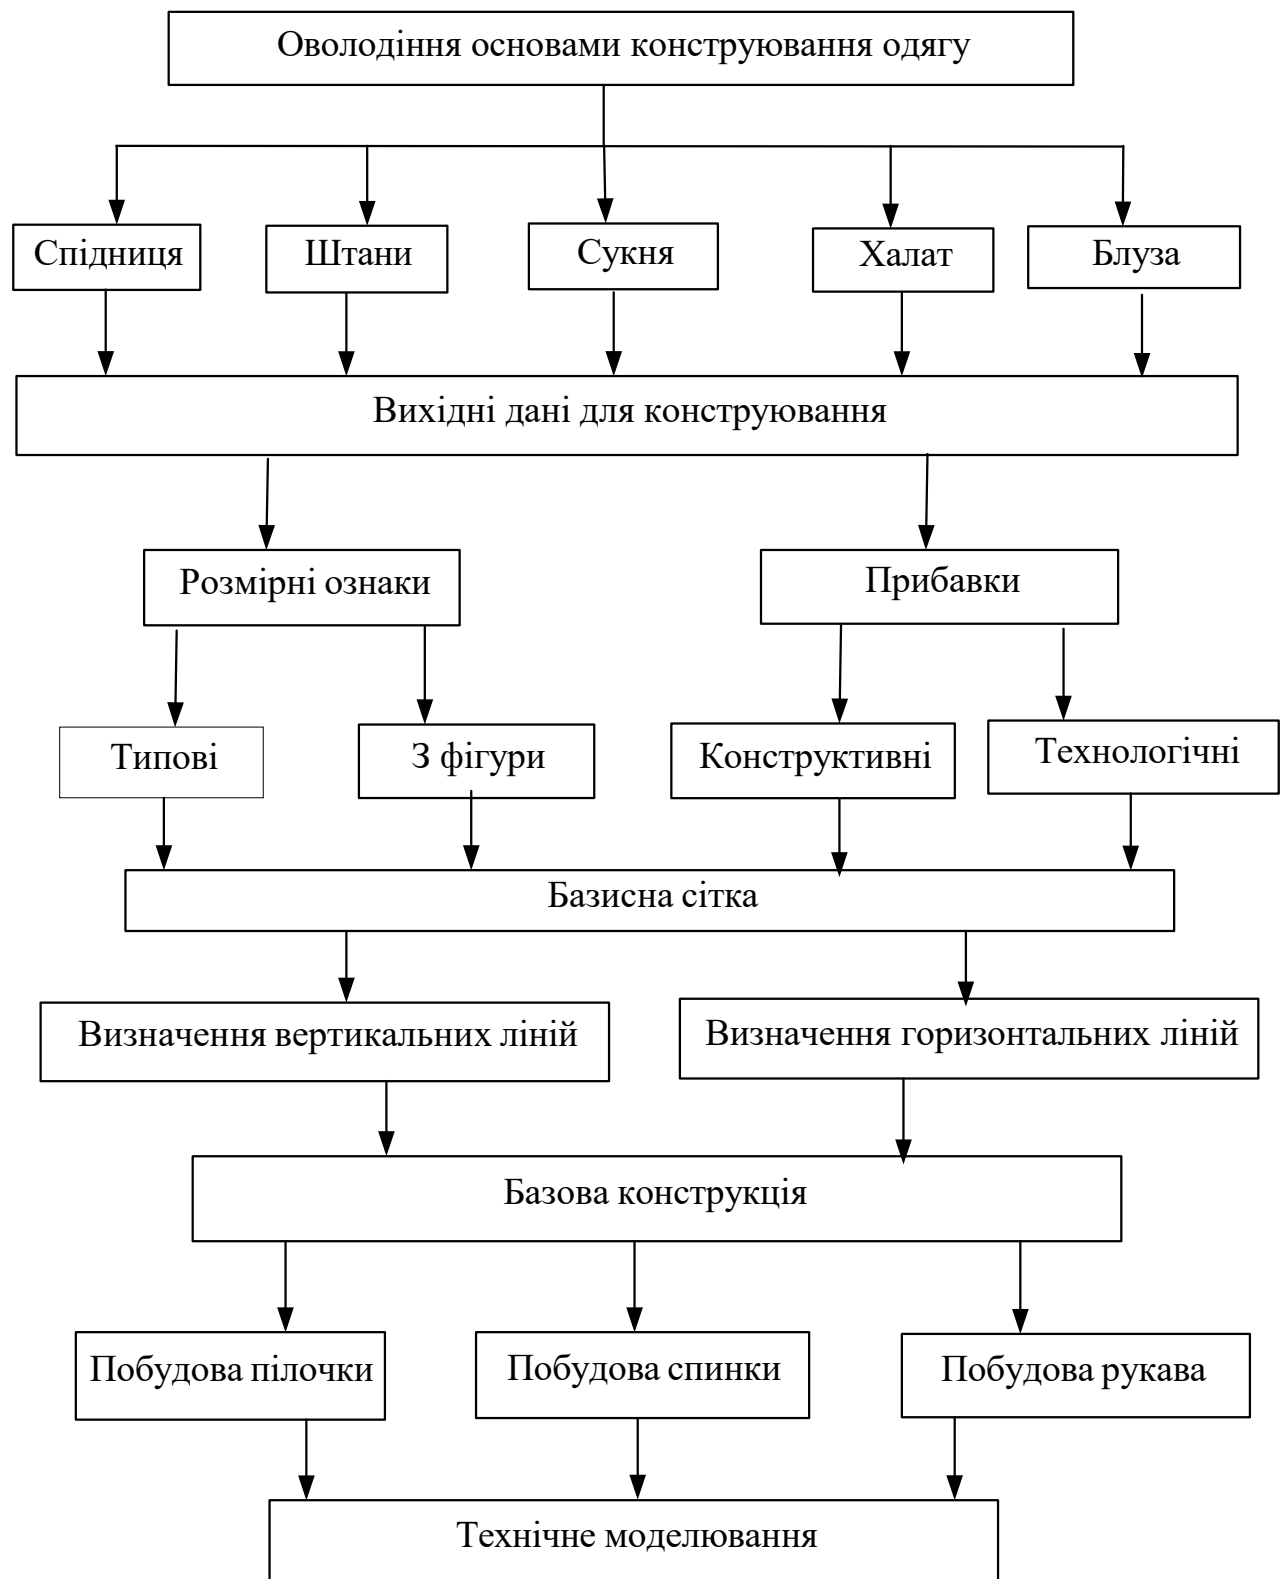 Оволодіння основами конструювання одягу
Спідниця
Штани
Сукня
Халат
Блуза
Вихідні дані для конструювання
Розмірні ознаки
Прибавки
Типові
З фігури
Конструктивні
Технологічні
Базисна сітка
Визначення вертикальних ліній
Визначення горизонтальних ліній
Базова конструкція
Побудова пілочки
Побудова спинки
Побудова рукава
Технічне моделювання